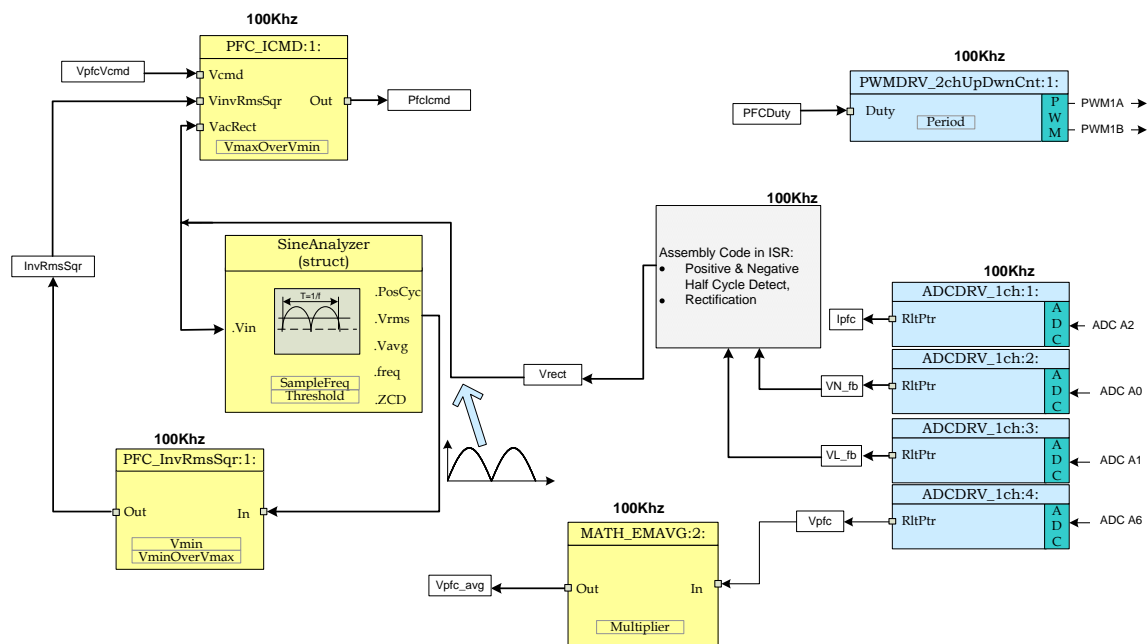 100Khz
PFC_ICMD:1:
VpfcVcmd
Vcmd
VinvRmsSqr
Out
PfcIcmd
VacRect
VmaxOverVmin
100Khz
PWMDRV_2chUpDwnCnt:1:
PFCDuty
Duty
Period
P
W
M
PWM1A
PWM1B
InvRmsSqr
SineAnalyzer
(struct)
T=1/f
.Vin
.PosCyc
.Vrms
.Vavg
.freq
.ZCD
SampleFreq
Threshold
Vrect
100Khz
Assembly Code in ISR:
• Positive & Negative
Half Cycle Detect,
• Rectification
100Khz
ADCDRV_1ch:1:
Ipfc
RltPtr
A
D
C
ADC A2
ADCDRV_1ch:2:
VN_fb
RltPtr
A
D
C
ADC A0
ADCDRV_1ch:3:
VL_fb
RltPtr
A
D
C
ADC A1
ADCDRV_1ch:4:
Vpfc
RltPtr
A
D
C
ADC A6
100Khz
PFC_InvRmsSqr:1:
Out
In
Vmin
VminOverVmax
100Khz
MATH_EMAVG:2:
Vpfc_avg
Out
In
Multiplier